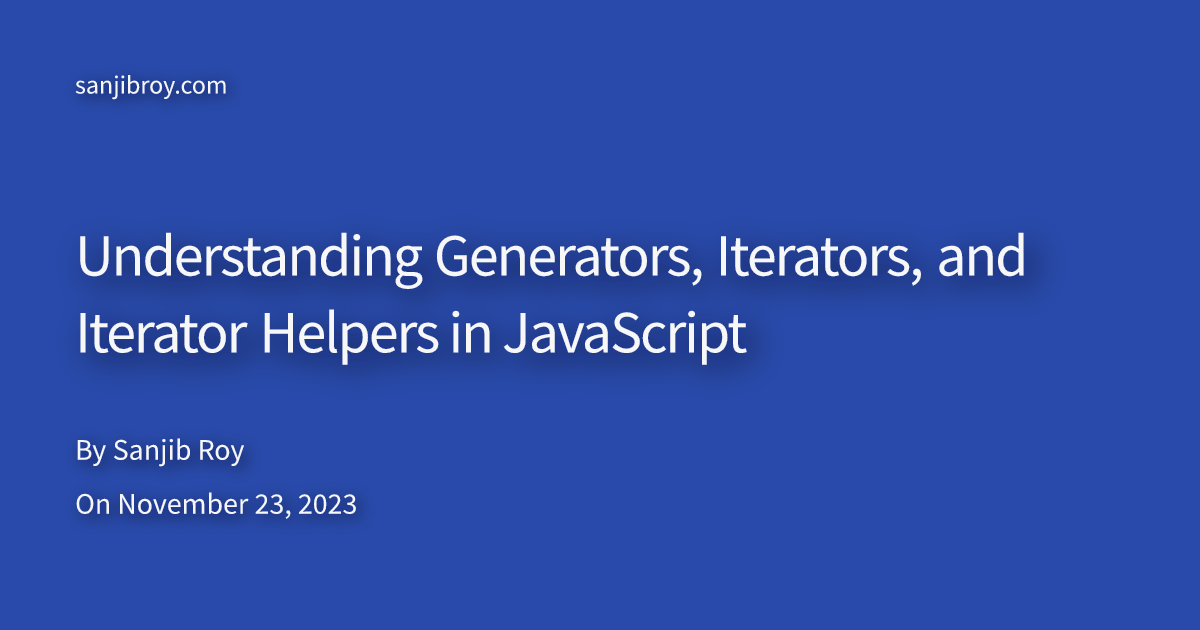 sanjibroy.com
Understanding Generators, Iterators, and
Iterator Helpers in JavaScript
By Sanjib Roy
On November 23, 2023